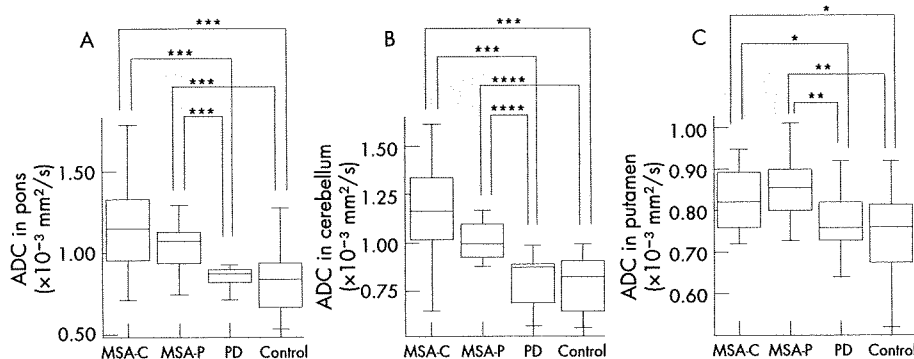 A
***
***
***
***
ADC in pons
(×10⁻³ mm²/s)
1.50
1.00
0.50
MSA-C MSA-P PD Control
B
***
***
****
****
ADC in cerebellum
(×10⁻³ mm²/s)
1.50
1.25
1.00
0.75
MSA-C MSA-P PD Control
C
*
*
**
**
ADC in putamen
(×10⁻³ mm²/s)
1.00
0.90
0.80
0.70
0.60
MSA-C MSA-P PD Control